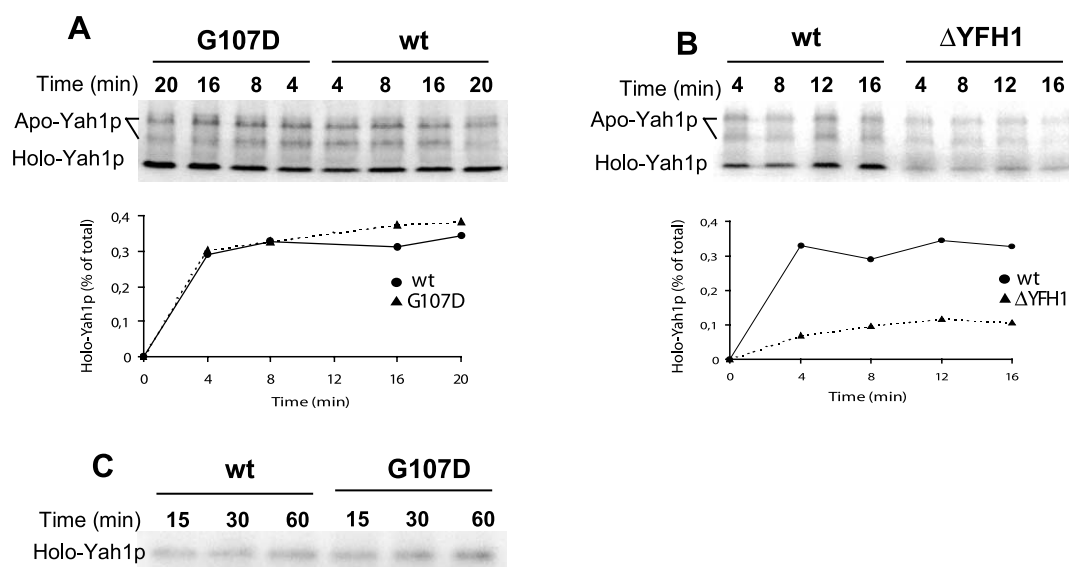 A
G107D wt
Time (min) 20 16 8 4 4 8 16 20
Apo-Yah1p
Holo-Yah1p
Holo-Yah1p (% of total)
0,4
0,3
0,2
0,1
0
wt
G107D
0 4 8 12 16 20
Time (min)
B
wt ΔYFH1
Time (min) 4 8 12 16 4 8 12 16
Apo-Yah1p
Holo-Yah1p
Holo-Yah1p (% of total)
0,4
0,3
0,2
0,1
0
wt
ΔYFH1
0 4 8 12 16
Time (min)
C
wt G107D
Time (min) 15 30 60 15 30 60
Holo-Yah1p